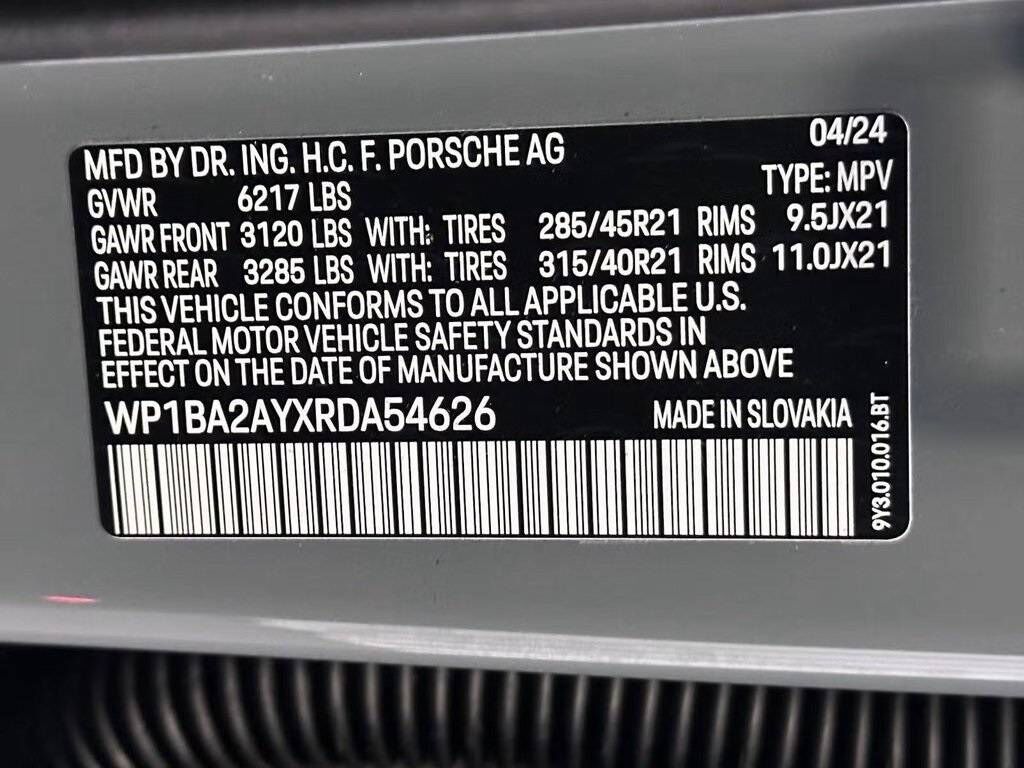 MFD BY DR. ING. H.C. F. PORSCHE AG 04/24
GVWR 6217 LBS TYPE: MPV
GAWR FRONT 3120 LBS WITH: TIRES 285/45R21 RIMS 9.5JX21
GAWR REAR 3285 LBS WITH: TIRES 315/40R21 RIMS 11.0JX21
THIS VEHICLE CONFORMS TO ALL APPLICABLE U.S.
FEDERAL MOTOR VEHICLE SAFETY STANDARDS IN
EFFECT ON THE DATE OF MANUFACTURE SHOWN ABOVE
WP1BA2AYXRDA54626 MADE IN SLOVAKIA
9Y3.010.016.BT